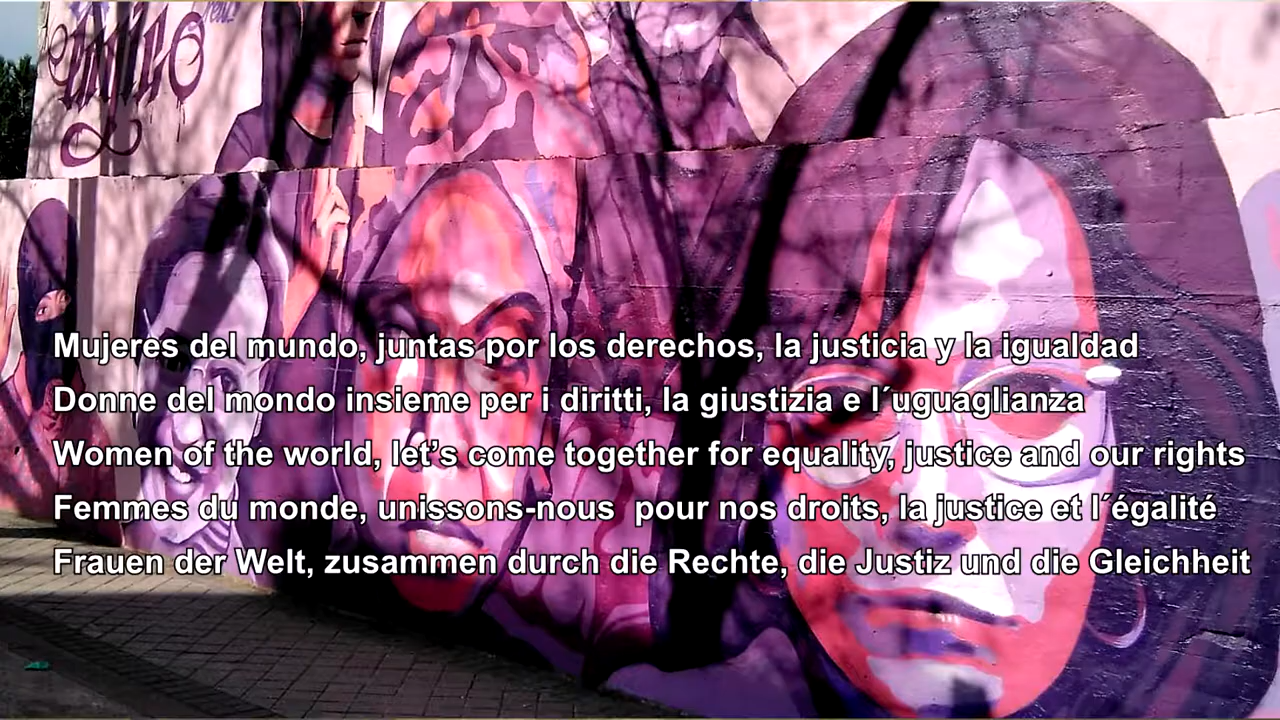 Mujeres del mundo, juntas por los derechos, la justicia y la igualdad
Donne del mondo insieme per i diritti, la giustizia e l´uguaglianza
Women of the world, let’s come together for equality, justice and our rights
Femmes du monde, unissons-nous  pour nos droits, la justice et l´égalité
Frauen der Welt, zusammen durch die Rechte, die Justiz und die Gleichheit